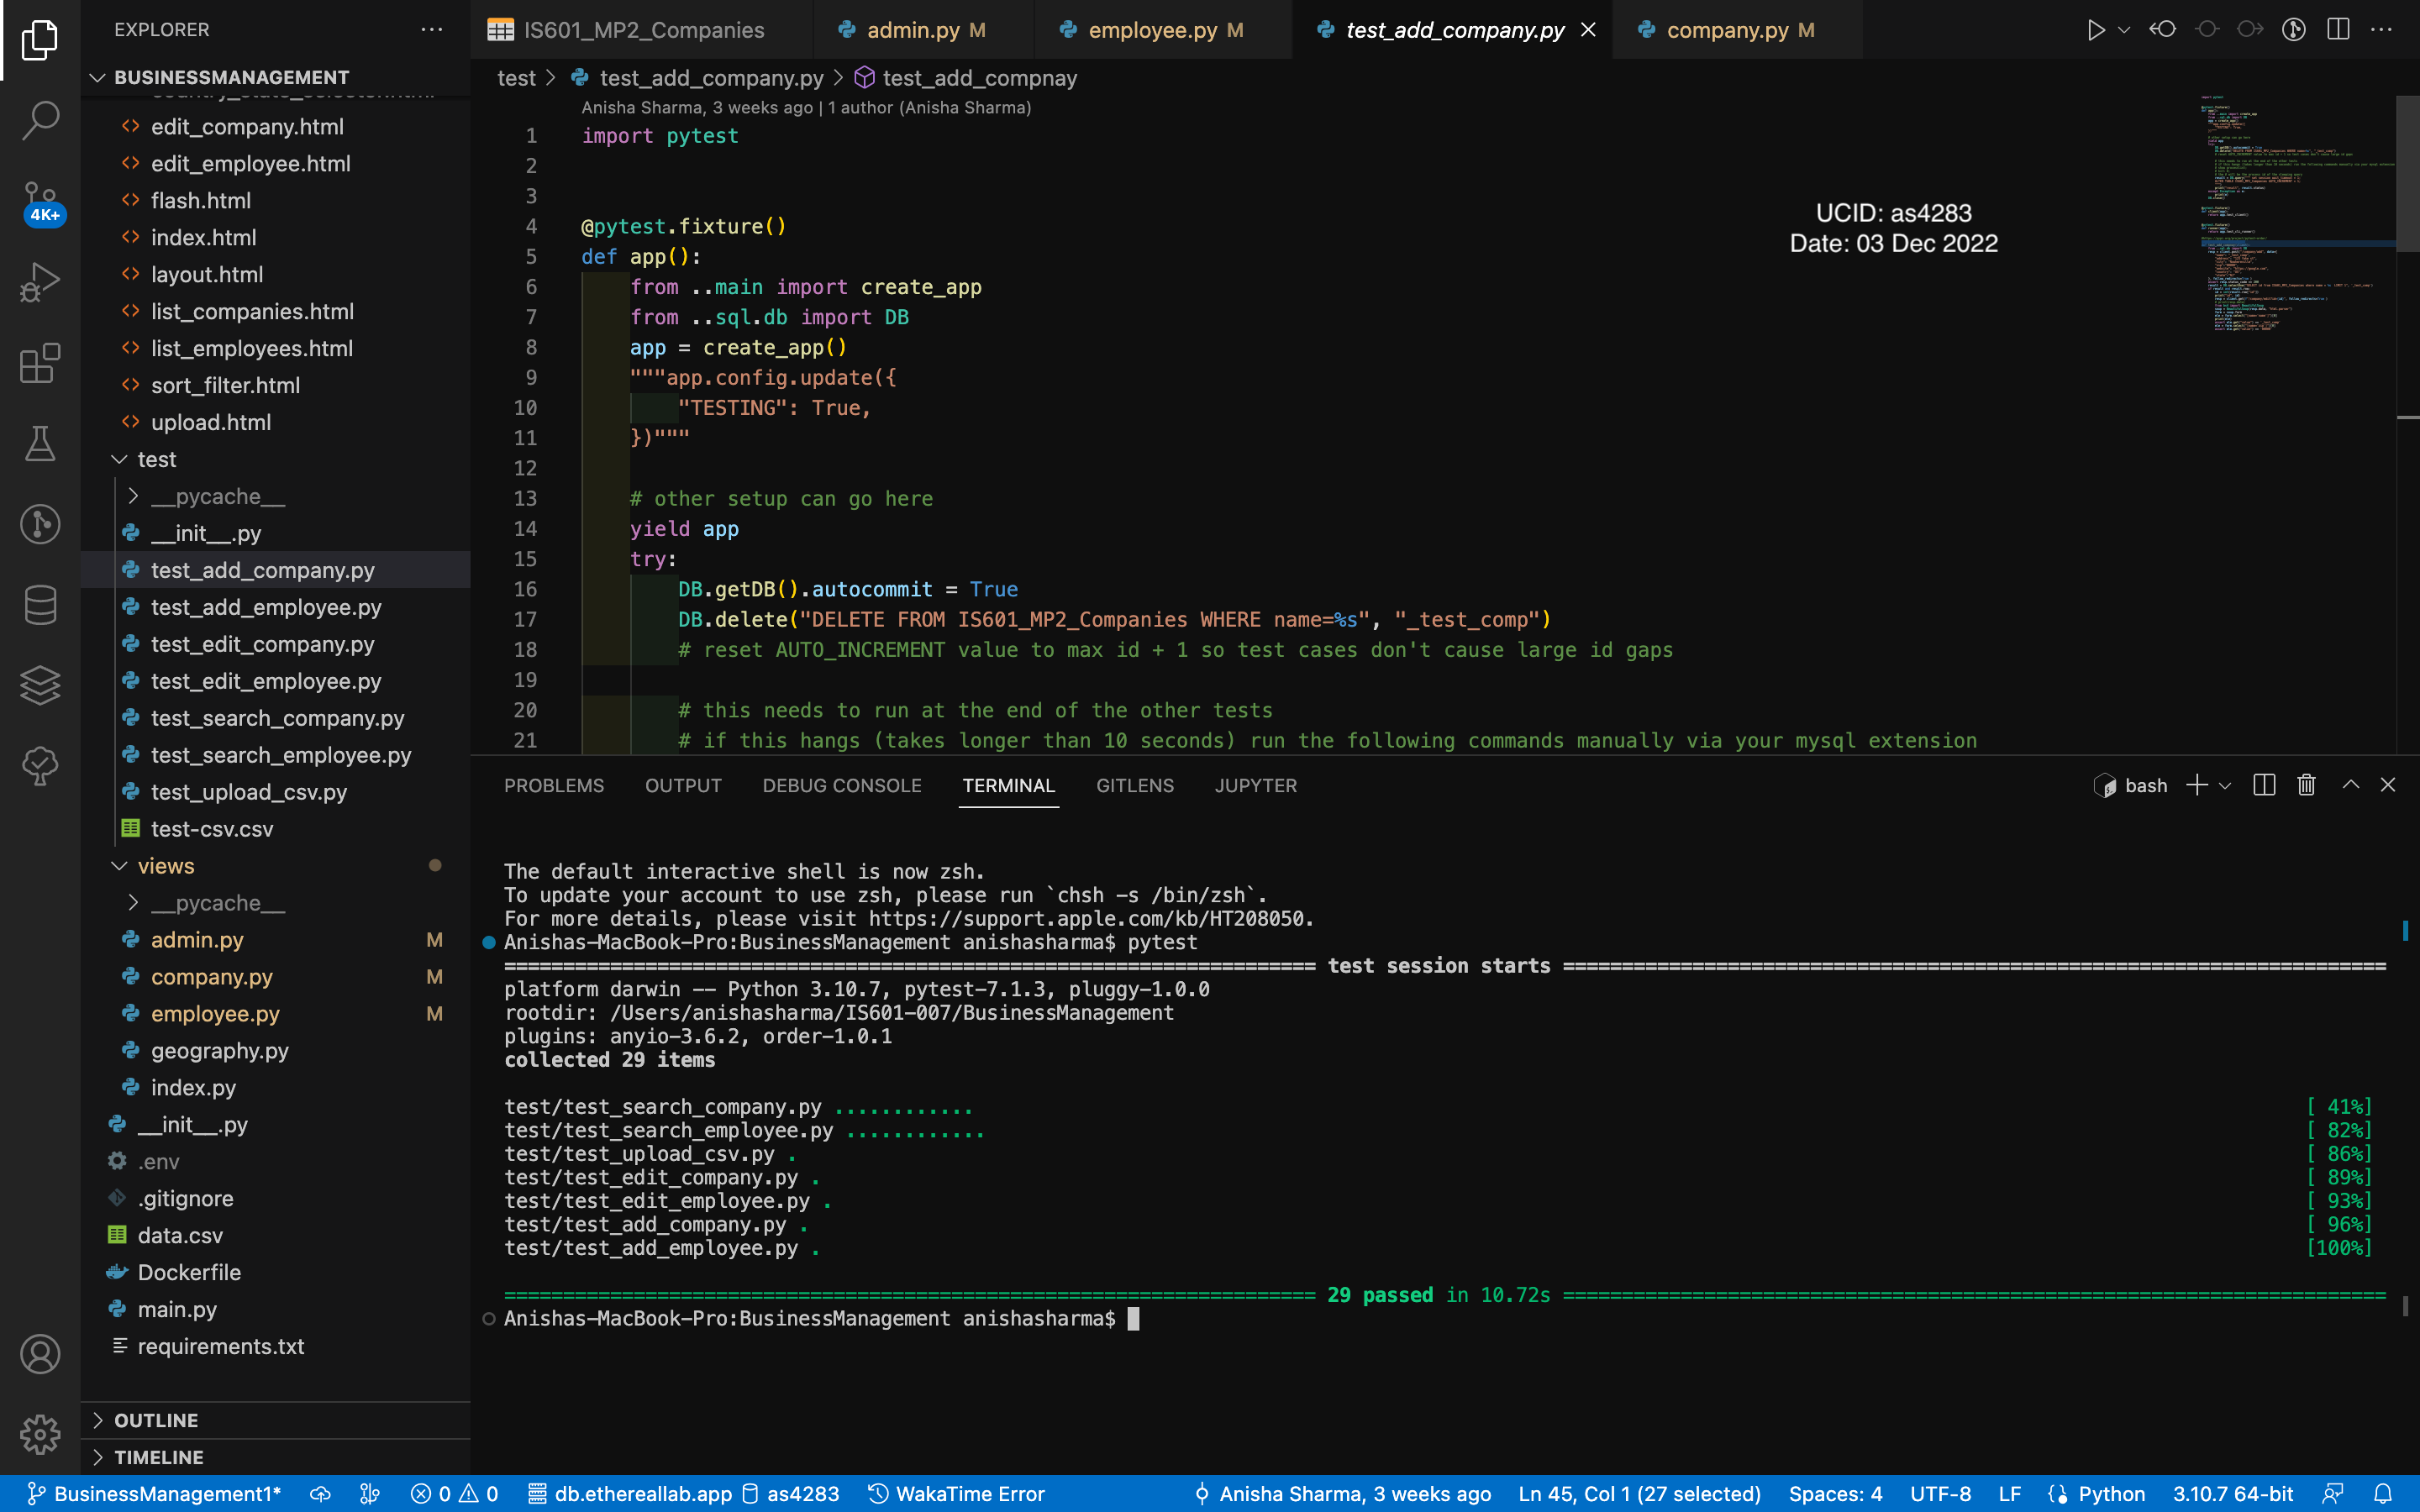 EXPLORER
BUSINESSMANAGEMENT
edit_company.html
edit_employee.html
flash.html
index.html
layout.html
list_companies.html
list_employees.html
sort_filter.html
upload.html
test
__pycache__
__init__.py
test_add_company.py
test_add_employee.py
test_edit_company.py
test_edit_employee.py
test_search_company.py
test_search_employee.py
test_upload_csv.py
test-csv.csv
views
__pycache__
admin.py M
company.py M
employee.py M
geography.py
index.py
__init__.py
.env
.gitignore
data.csv
Dockerfile
main.py
requirements.txt
OUTLINE
TIMELINE
4K+
IS601_MP2_Companies admin.py M employee.py M test_add_company.py company.py M
test > test_add_company.py > test_add_compnay
Anisha Sharma, 3 weeks ago | 1 author (Anisha Sharma)
1 import pytest
2
3
4 @pytest.fixture()
5 def app():
6 from ..main import create_app
7 from ..sql.db import DB
8 app = create_app()
9 """app.config.update({
10 "TESTING": True,
11 })"""
12
13 # other setup can go here
14 yield app
15 try:
16 DB.getDB().autocommit = True
17 DB.delete("DELETE FROM IS601_MP2_Companies WHERE name=%s", "_test_comp")
18 # reset AUTO_INCREMENT value to max id + 1 so test cases don't cause large id gaps
19
20 # this needs to run at the end of the other tests
21 # if this hangs (takes longer than 10 seconds) run the following commands manually via your mysql extension
UCID: as4283
Date: 03 Dec 2022
PROBLEMS OUTPUT DEBUG CONSOLE TERMINAL GITLENS JUPYTER
bash
The default interactive shell is now zsh.
To update your account to use zsh, please run `chsh -s /bin/zsh`.
For more details, please visit https://support.apple.com/kb/HT208050.
Anishas-MacBook-Pro:BusinessManagement anishasharma$ pytest
test session starts
platform darwin -- Python 3.10.7, pytest-7.1.3, pluggy-1.0.0
rootdir: /Users/anishasharma/IS601-007/BusinessManagement
plugins: anyio-3.6.2, order-1.0.1
collected 29 items
test/test_search_company.py ............ [ 41%]
test/test_search_employee.py ............ [ 82%]
test/test_upload_csv.py . [ 86%]
test/test_edit_company.py . [ 89%]
test/test_edit_employee.py . [ 93%]
test/test_add_company.py . [ 96%]
test/test_add_employee.py . [100%]
29 passed in 10.72s
Anishas-MacBook-Pro:BusinessManagement anishasharma$
BusinessManagement1* 0 0 db.ethereallab.app as4283 WakaTime Error Anisha Sharma, 3 weeks ago Ln 45, Col 1 (27 selected) Spaces: 4 UTF-8 LF Python 3.10.7 64-bit